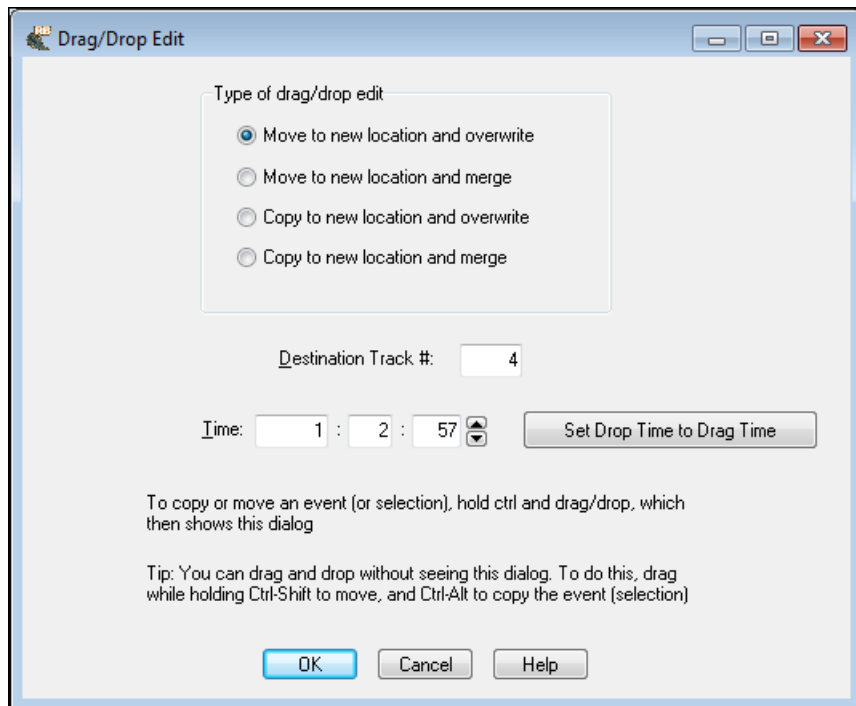 Drag/Drop Edit
Type of drag/drop edit
Move to new location and overwrite
Move to new location and merge
Copy to new location and overwrite
Copy to new location and merge
Destination Track #: 4
Time: 1 : 2 : 57 Set Drop Time to Drag Time
To copy or move an event (or selection), hold ctrl and drag/drop, which
then shows this dialog
Tip: You can drag and drop without seeing this dialog. To do this, drag
while holding Ctrl-Shift to move, and Ctrl-Alt to copy the event (selection)
OK Cancel Help